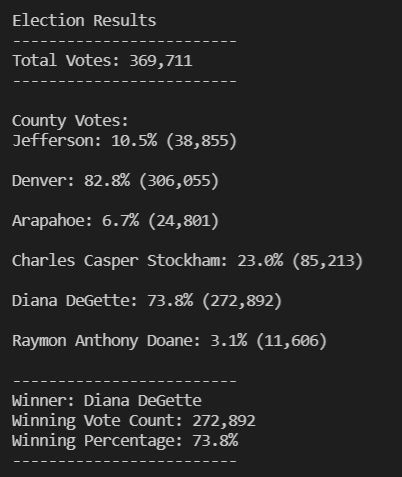 Election Results
-------------------------
Total Votes: 369,711
-------------------------
County Votes:
Jefferson: 10.5% (38,855)
Denver: 82.8% (306,055)
Arapahoe: 6.7% (24,801)
Charles Casper Stockham: 23.0% (85,213)
Diana DeGette: 73.8% (272,892)
Raymon Anthony Doane: 3.1% (11,606)
-------------------------
Winner: Diana DeGette
Winning Vote Count: 272,892
Winning Percentage: 73.8%
-------------------------